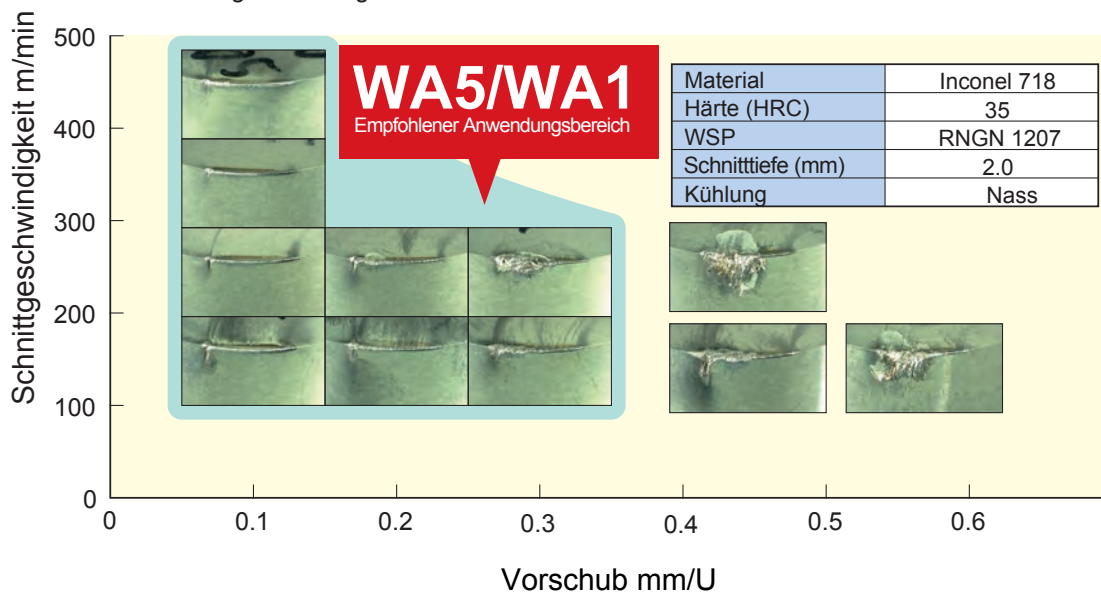 Schnittgeschwindigkeit m/min
500
400
300
200
100
0
WA5/WA1
Empfohlener Anwendungsbereich
Material Inconel 718
Härte (HRC) 35
WSP RNGN 1207
Schnitttiefe (mm) 2.0
Kühlung Nass
0 0.1 0.2 0.3 0.4 0.5 0.6
Vorschub mm/U